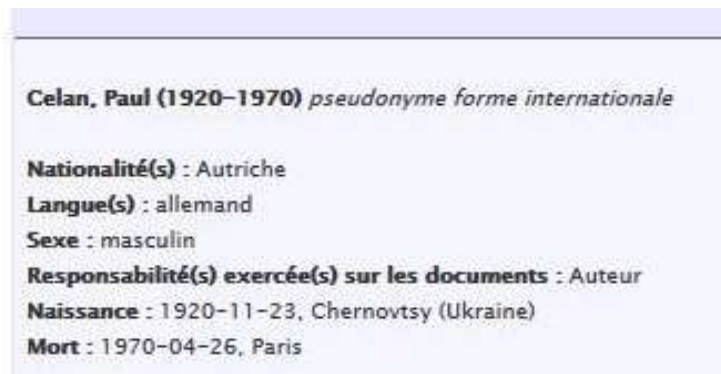 Celan, Paul (1920-1970) pseudonyme forme internationale
Nationalité(s) : Autriche
Langue(s) : allemand
Sexe : masculin
Responsabilité(s) exercée(s) sur les documents : Auteur
Naissance : 1920-11-23, Chernovtsy (Ukraine)
Mort : 1970-04-26, Paris